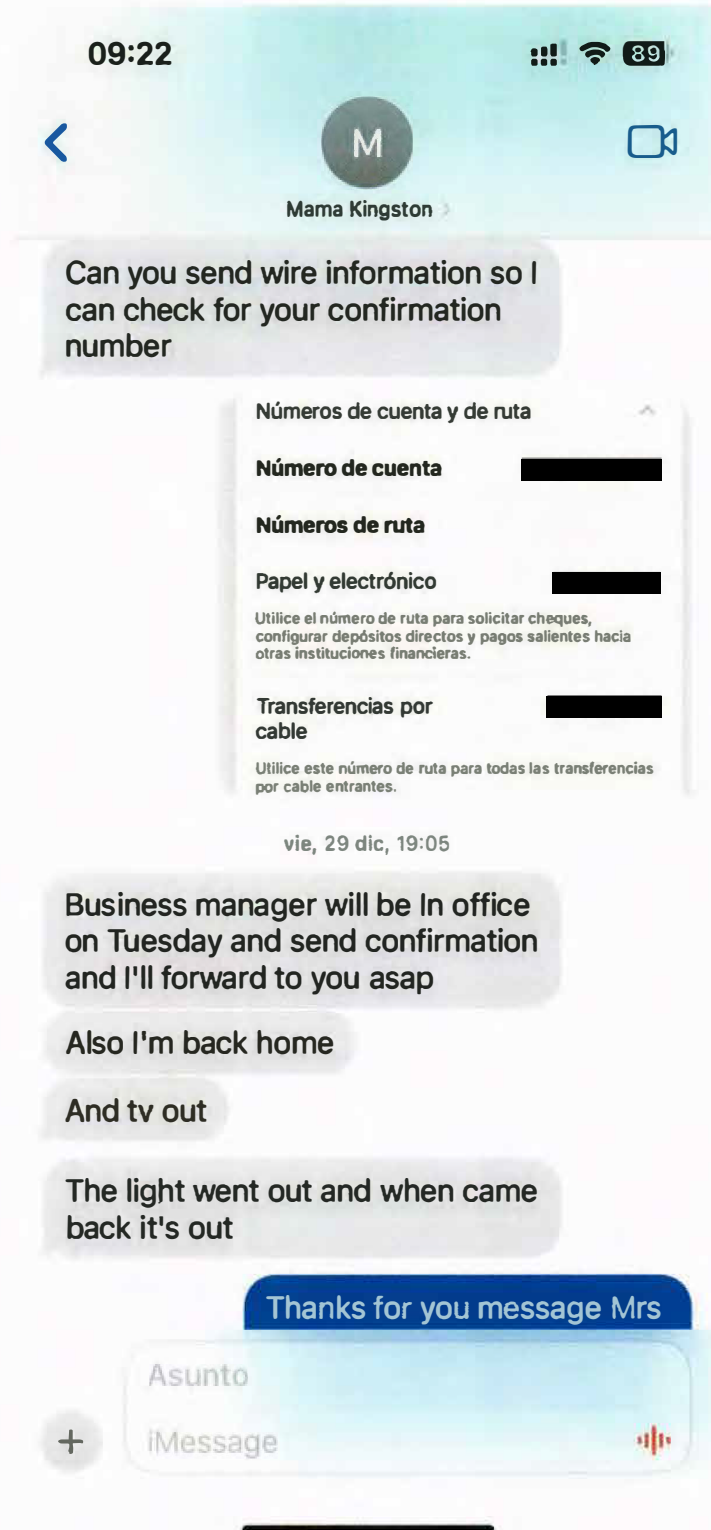 09:22
89
M
Mama Kingston
Can you send wire information so I
can check for your confirmation
number
Números de cuenta y de ruta
Número de cuenta
Números de ruta
Papel y electrónico
Utilice el número de ruta para solicitar cheques,
configurar depósitos directos y pagos salientes hacia
otras instituciones financieras.
Transferencias por
cable
Utilice este número de ruta para todas las transferencias
por cable entrantes.
vie, 29 dic, 19:05
Business manager will be In office
on Tuesday and send confirmation
and I'll forward to you asap
Also I'm back home
And tv out
The light went out and when came
back it's out
Thanks for you message Mrs
Asunto
iMessage